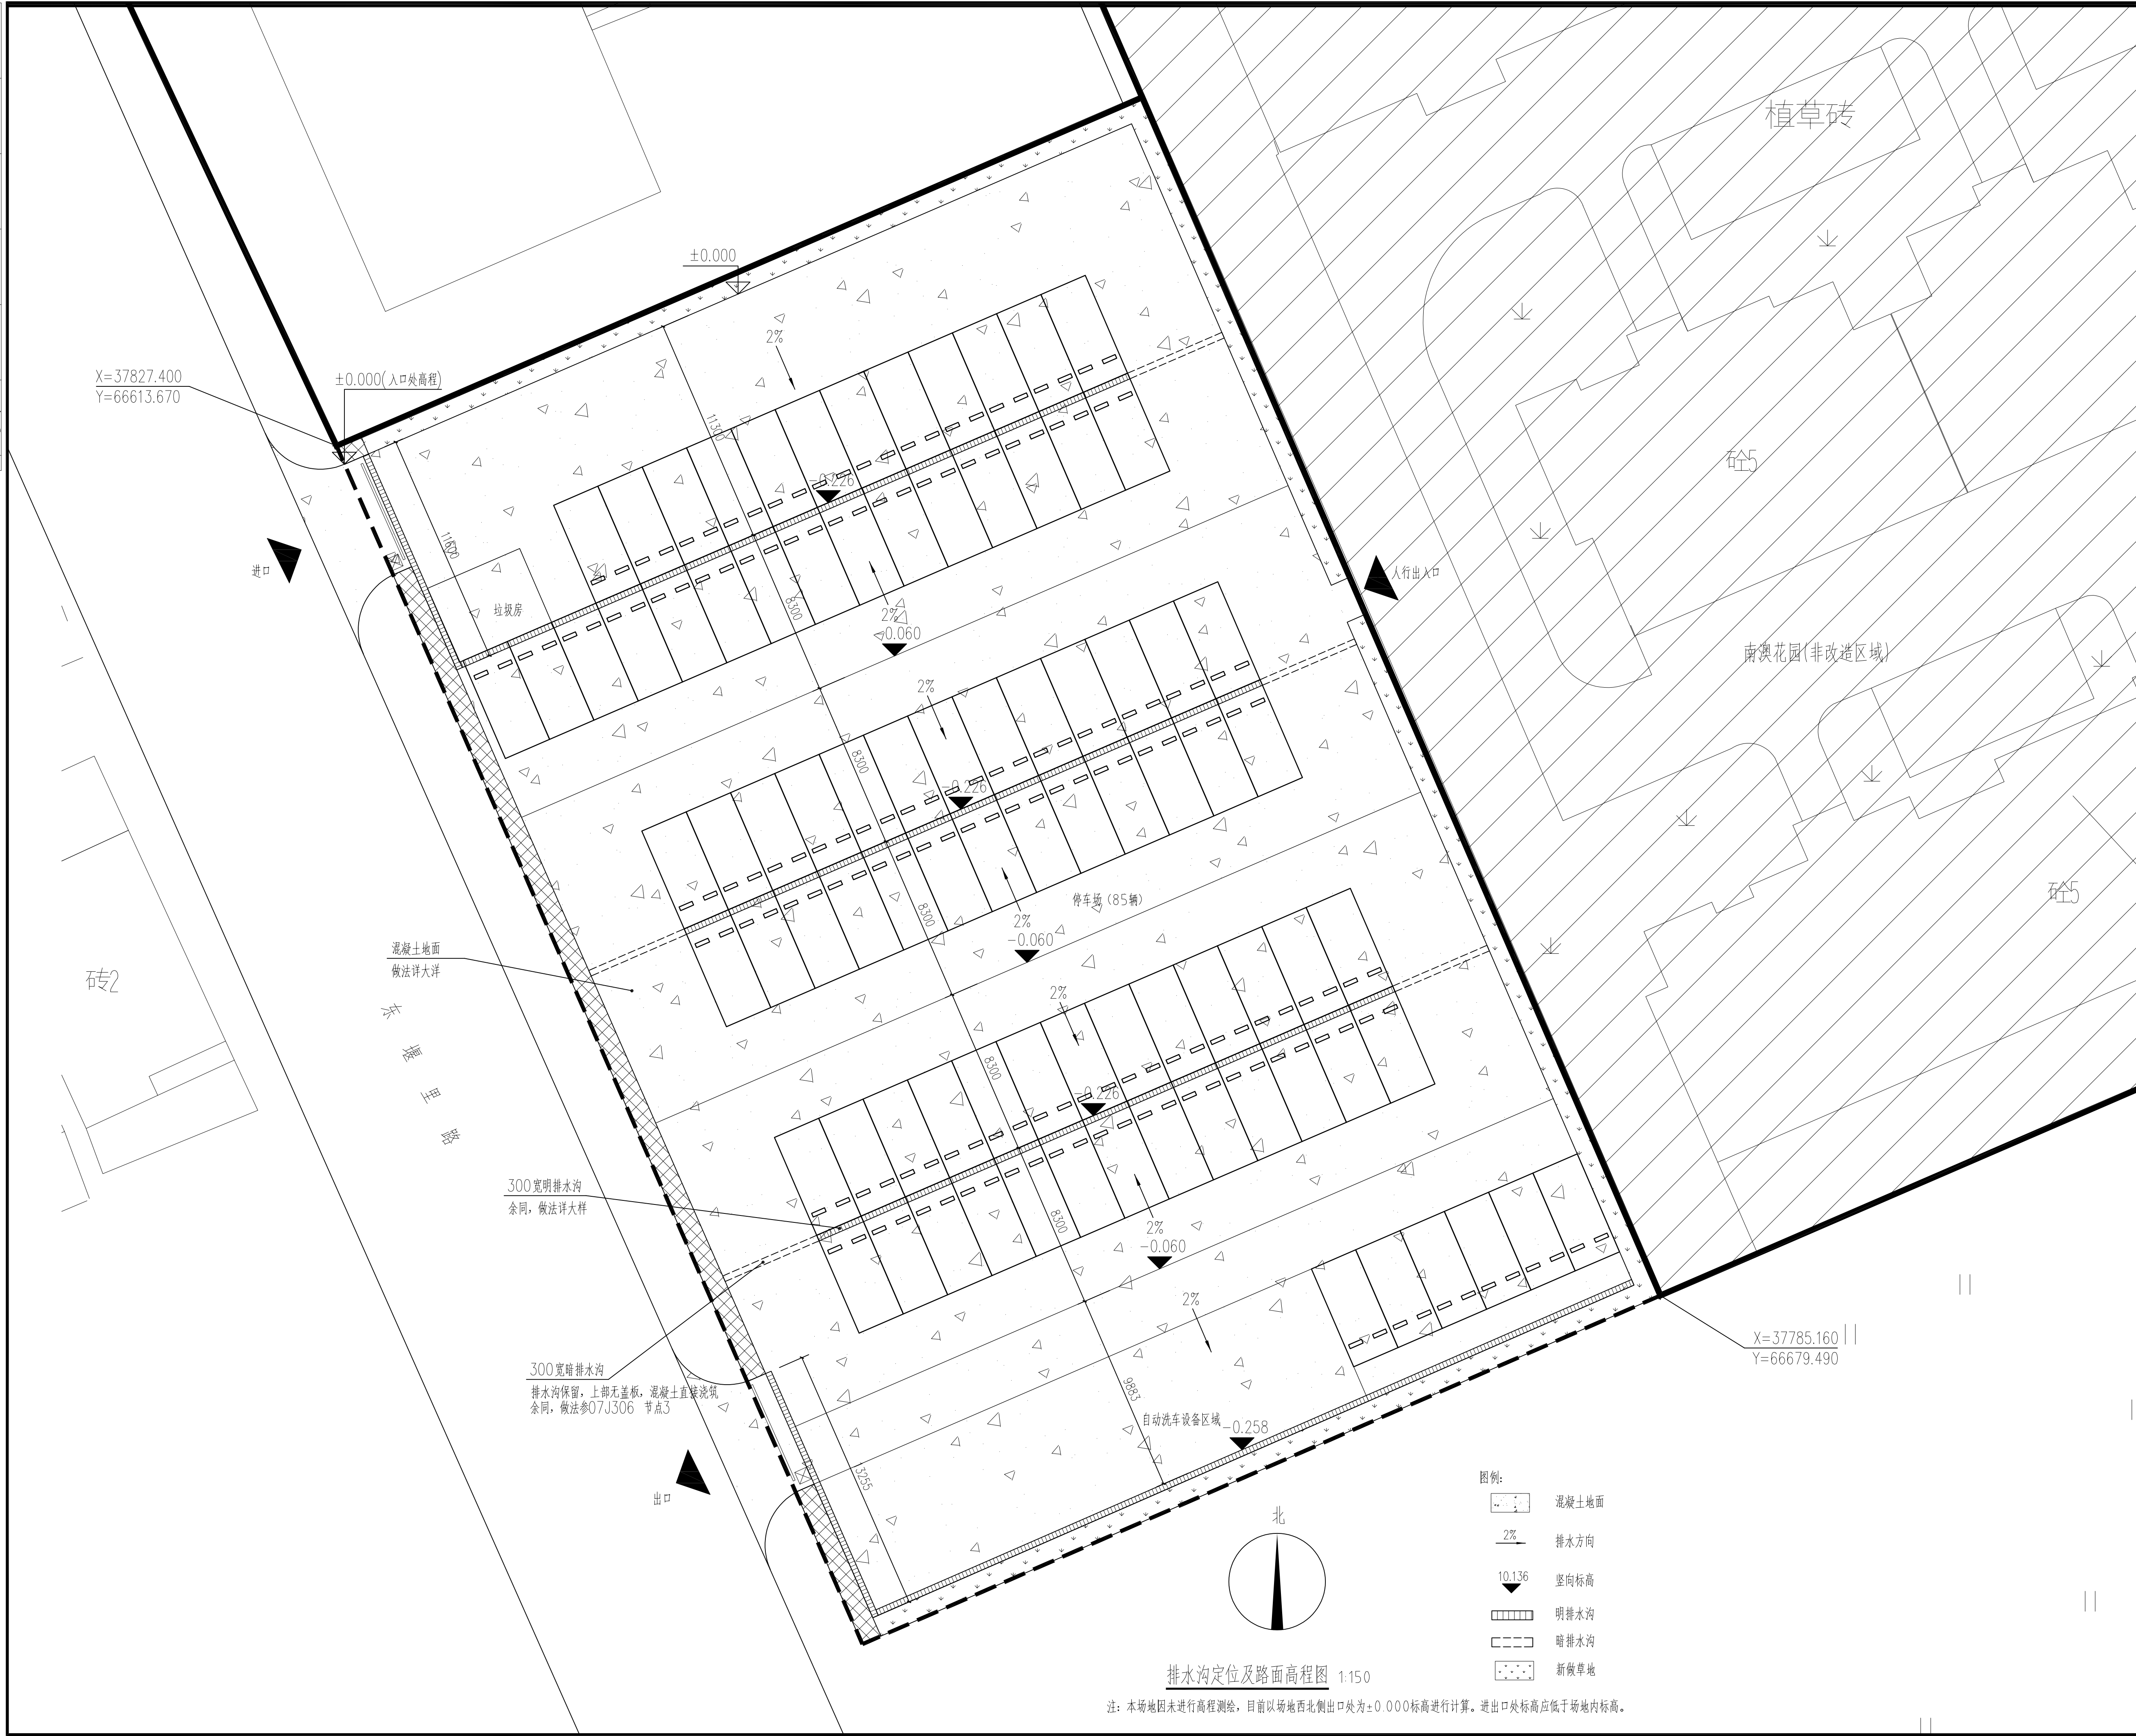 植草砖
±0.000
2%
X=37827.400
Y=66613.670
±0.000(入口处高程)
11300
-0.226
砼5
11600
进口
垃圾房
8300
2%
-0.060
人行出入口
南澳花园(非改造区域)
2%
8300
-0.226
砼5
停车场（85辆）
8300
2%
-0.060
混凝土地面
做法详大洋
砖2
东堰里路
2%
8300
-0.226
300宽明排水沟
余同，做法详大样
8300
2%
-0.060
2%
X=37785.160
Y=66679.490
300宽暗排水沟
排水沟保留，上部无盖板，混凝土直接浇筑
余同，做法参07J306 节点3
9883
自动洗车设备区域
-0.258
13255
出口
图例:
混凝土地面
2%
排水方向
10.136
竖向标高
明排水沟
暗排水沟
新做草地
北
排水沟定位及路面高程图 1:150
注: 本场地因未进行高程测绘，目前以场地西北侧出口处为±0.000标高进行计算。进出口处标高应低于场地内标高。